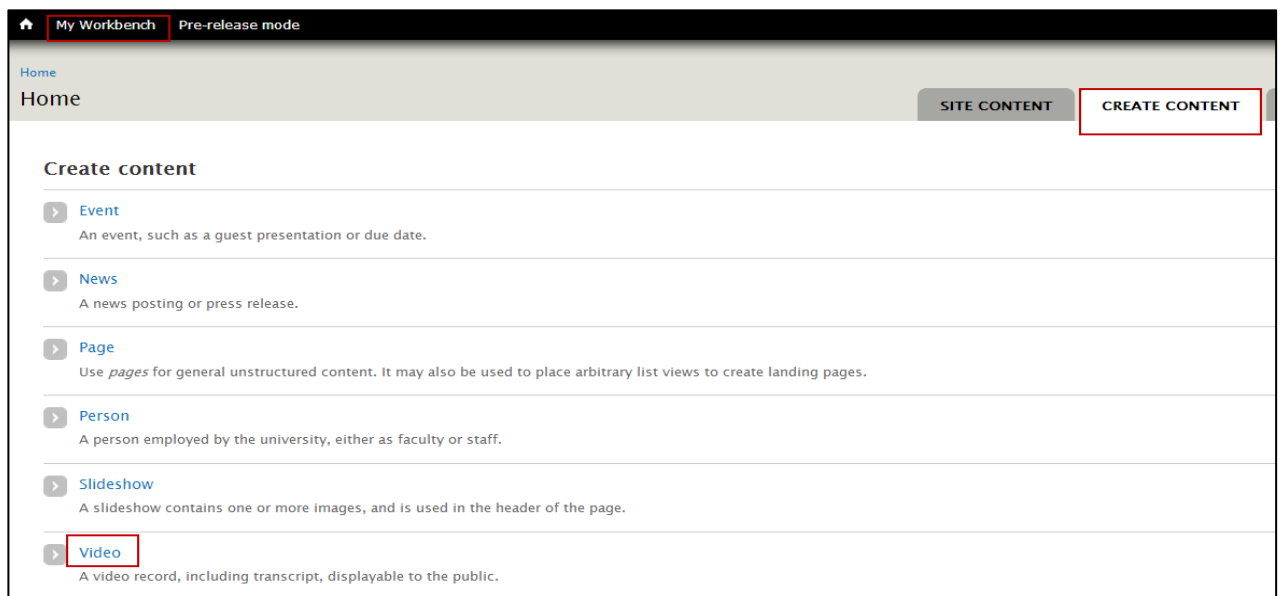 My Workbench Pre-release mode
Home
Home
SITE CONTENT CREATE CONTENT
Create content
Event
An event, such as a guest presentation or due date.
News
A news posting or press release.
Page
Use pages for general unstructured content. It may also be used to place arbitrary list views to create landing pages.
Person
A person employed by the university, either as faculty or staff.
Slideshow
A slideshow contains one or more images, and is used in the header of the page.
Video
A video record, including transcript, displayable to the public.